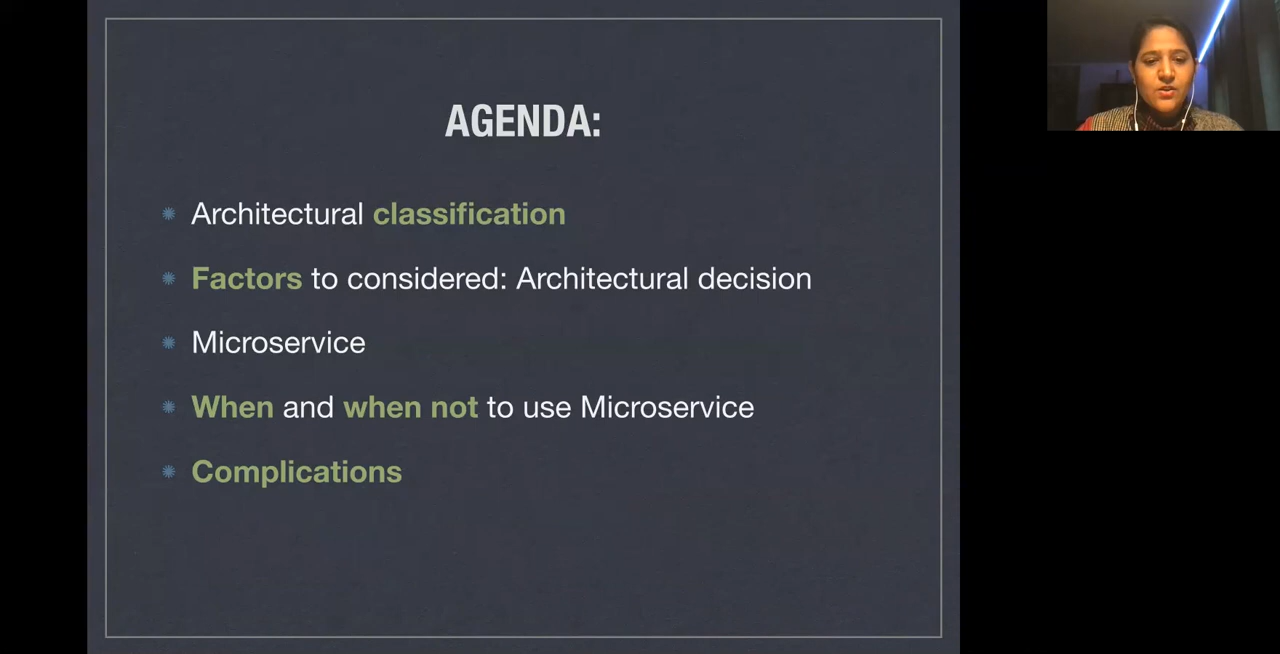 AGENDA:
Architectural classification
Factors to considered: Architectural decision
Microservice
When and when not to use Microservice
Complications